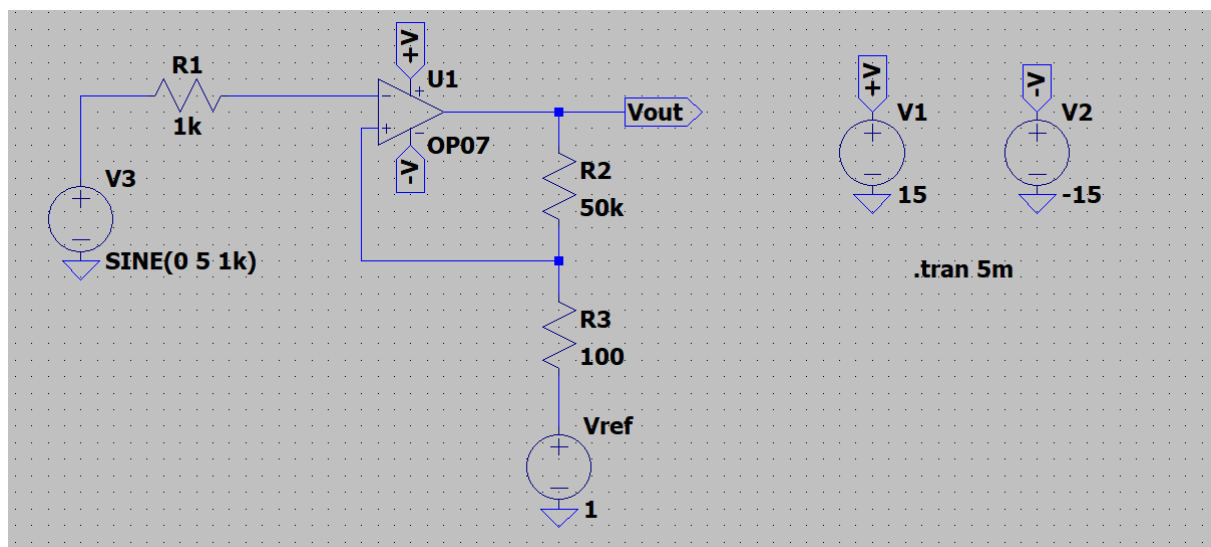 R1
1k
V3
SINE(0 5 1k)
+V
U1
OP07
-V
Vout
R2
50k
R3
100
Vref
1
+V
V1
15
-V
V2
-15
.tran 5m